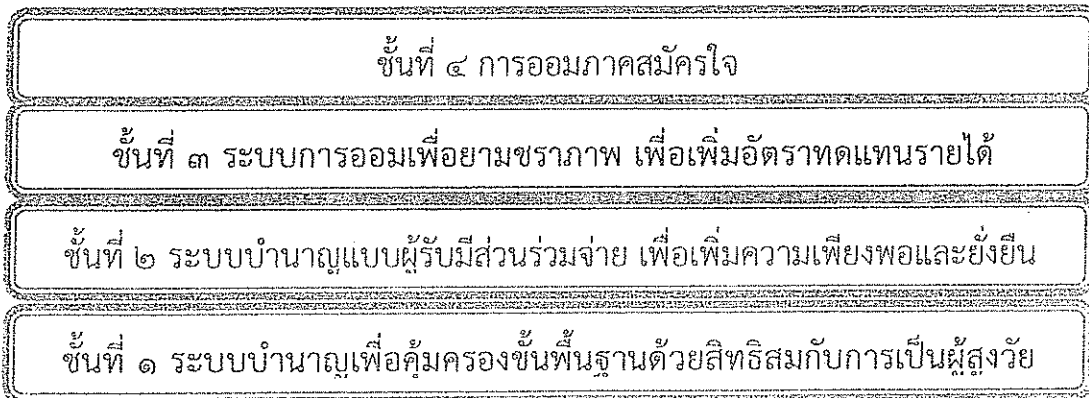 ชั้นที่ ๔ การออมภาคสมัครใจ
ชั้นที่ ๓ ระบบการออมเพื่อยามชราภาพ เพื่อเพิ่มอัตราทดแทนรายได้
ชั้นที่ ๒ ระบบบำนาญแบบผู้รับมีส่วนร่วมจ่าย เพื่อเพิ่มความเพียงพอและยั่งยืน
ชั้นที่ ๑ ระบบบำนาญเพื่อคุ้มครองขั้นพื้นฐานด้วยสิทธิสมกับการเป็นผู้สูงวัย